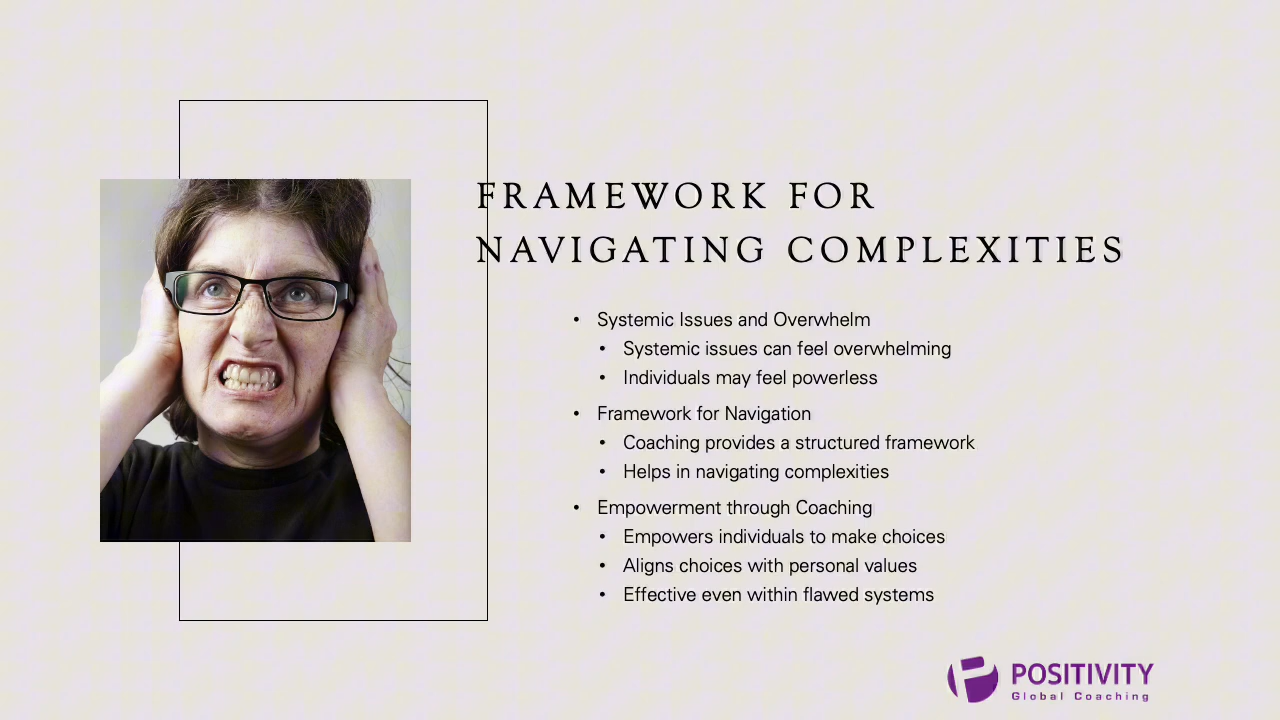 FRAMEWORK FOR
NAVIGATING COMPLEXITIES
• Systemic Issues and Overwhelm
• Systemic issues can feel overwhelming
• Individuals may feel powerless
• Framework for Navigation
• Coaching provides a structured framework
• Helps in navigating complexities
• Empowerment through Coaching
• Empowers individuals to make choices
• Aligns choices with personal values
• Effective even within flawed systems
POSITIVITY
Global Coaching